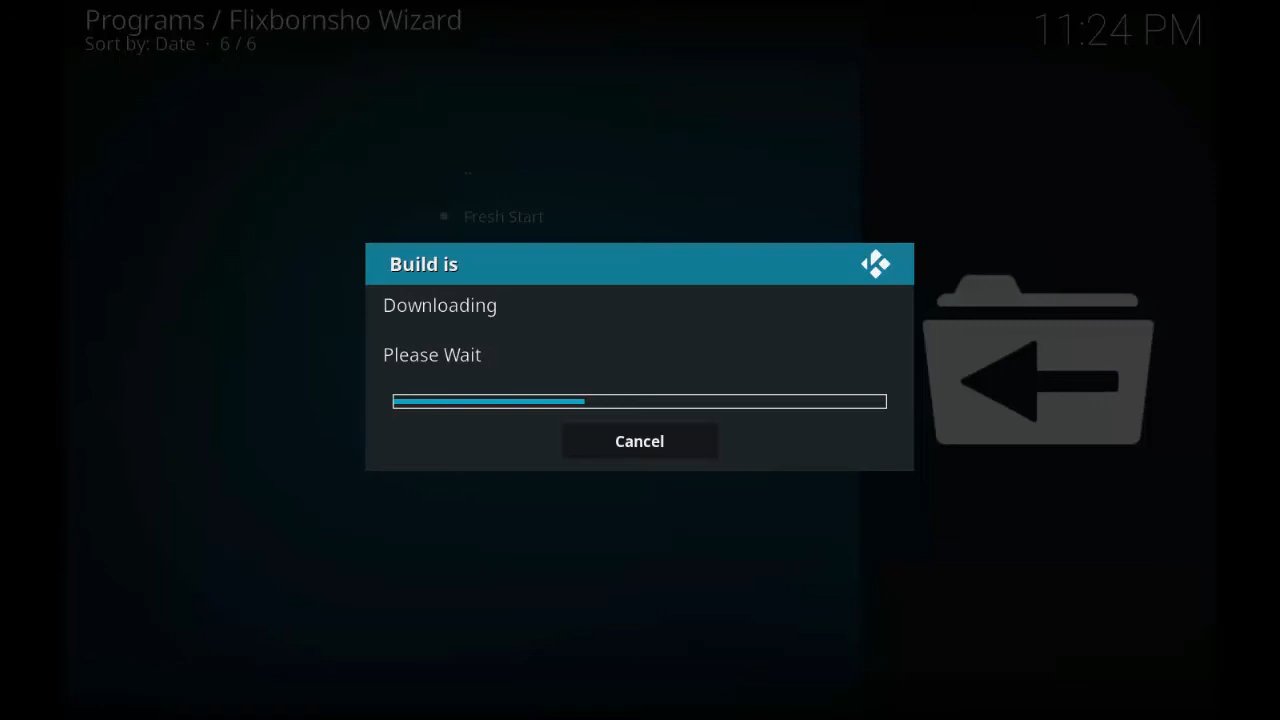 Programs / Flixbornsho Wizard
Sort by: Date · 6 / 6
11:24 PM
..
Fresh Start
Build is
Downloading
Please Wait
Cancel